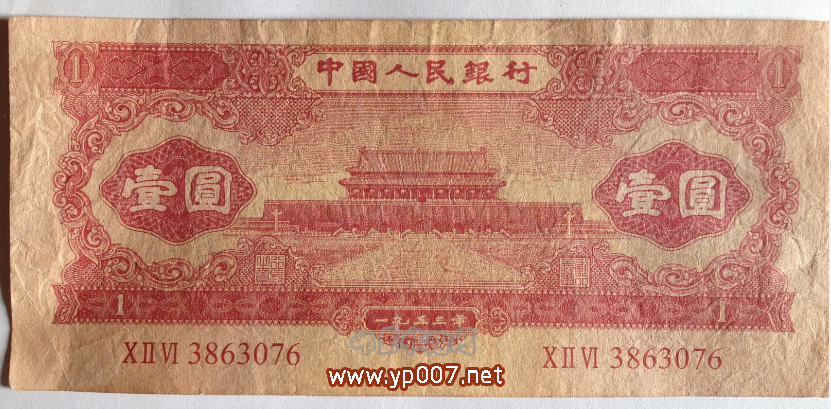 1 中國人民銀行 1
壹圓 壹圓
1 一九五三年 1
XⅡⅥ 3863076 XⅡⅥ 3863076
www.yp007.net